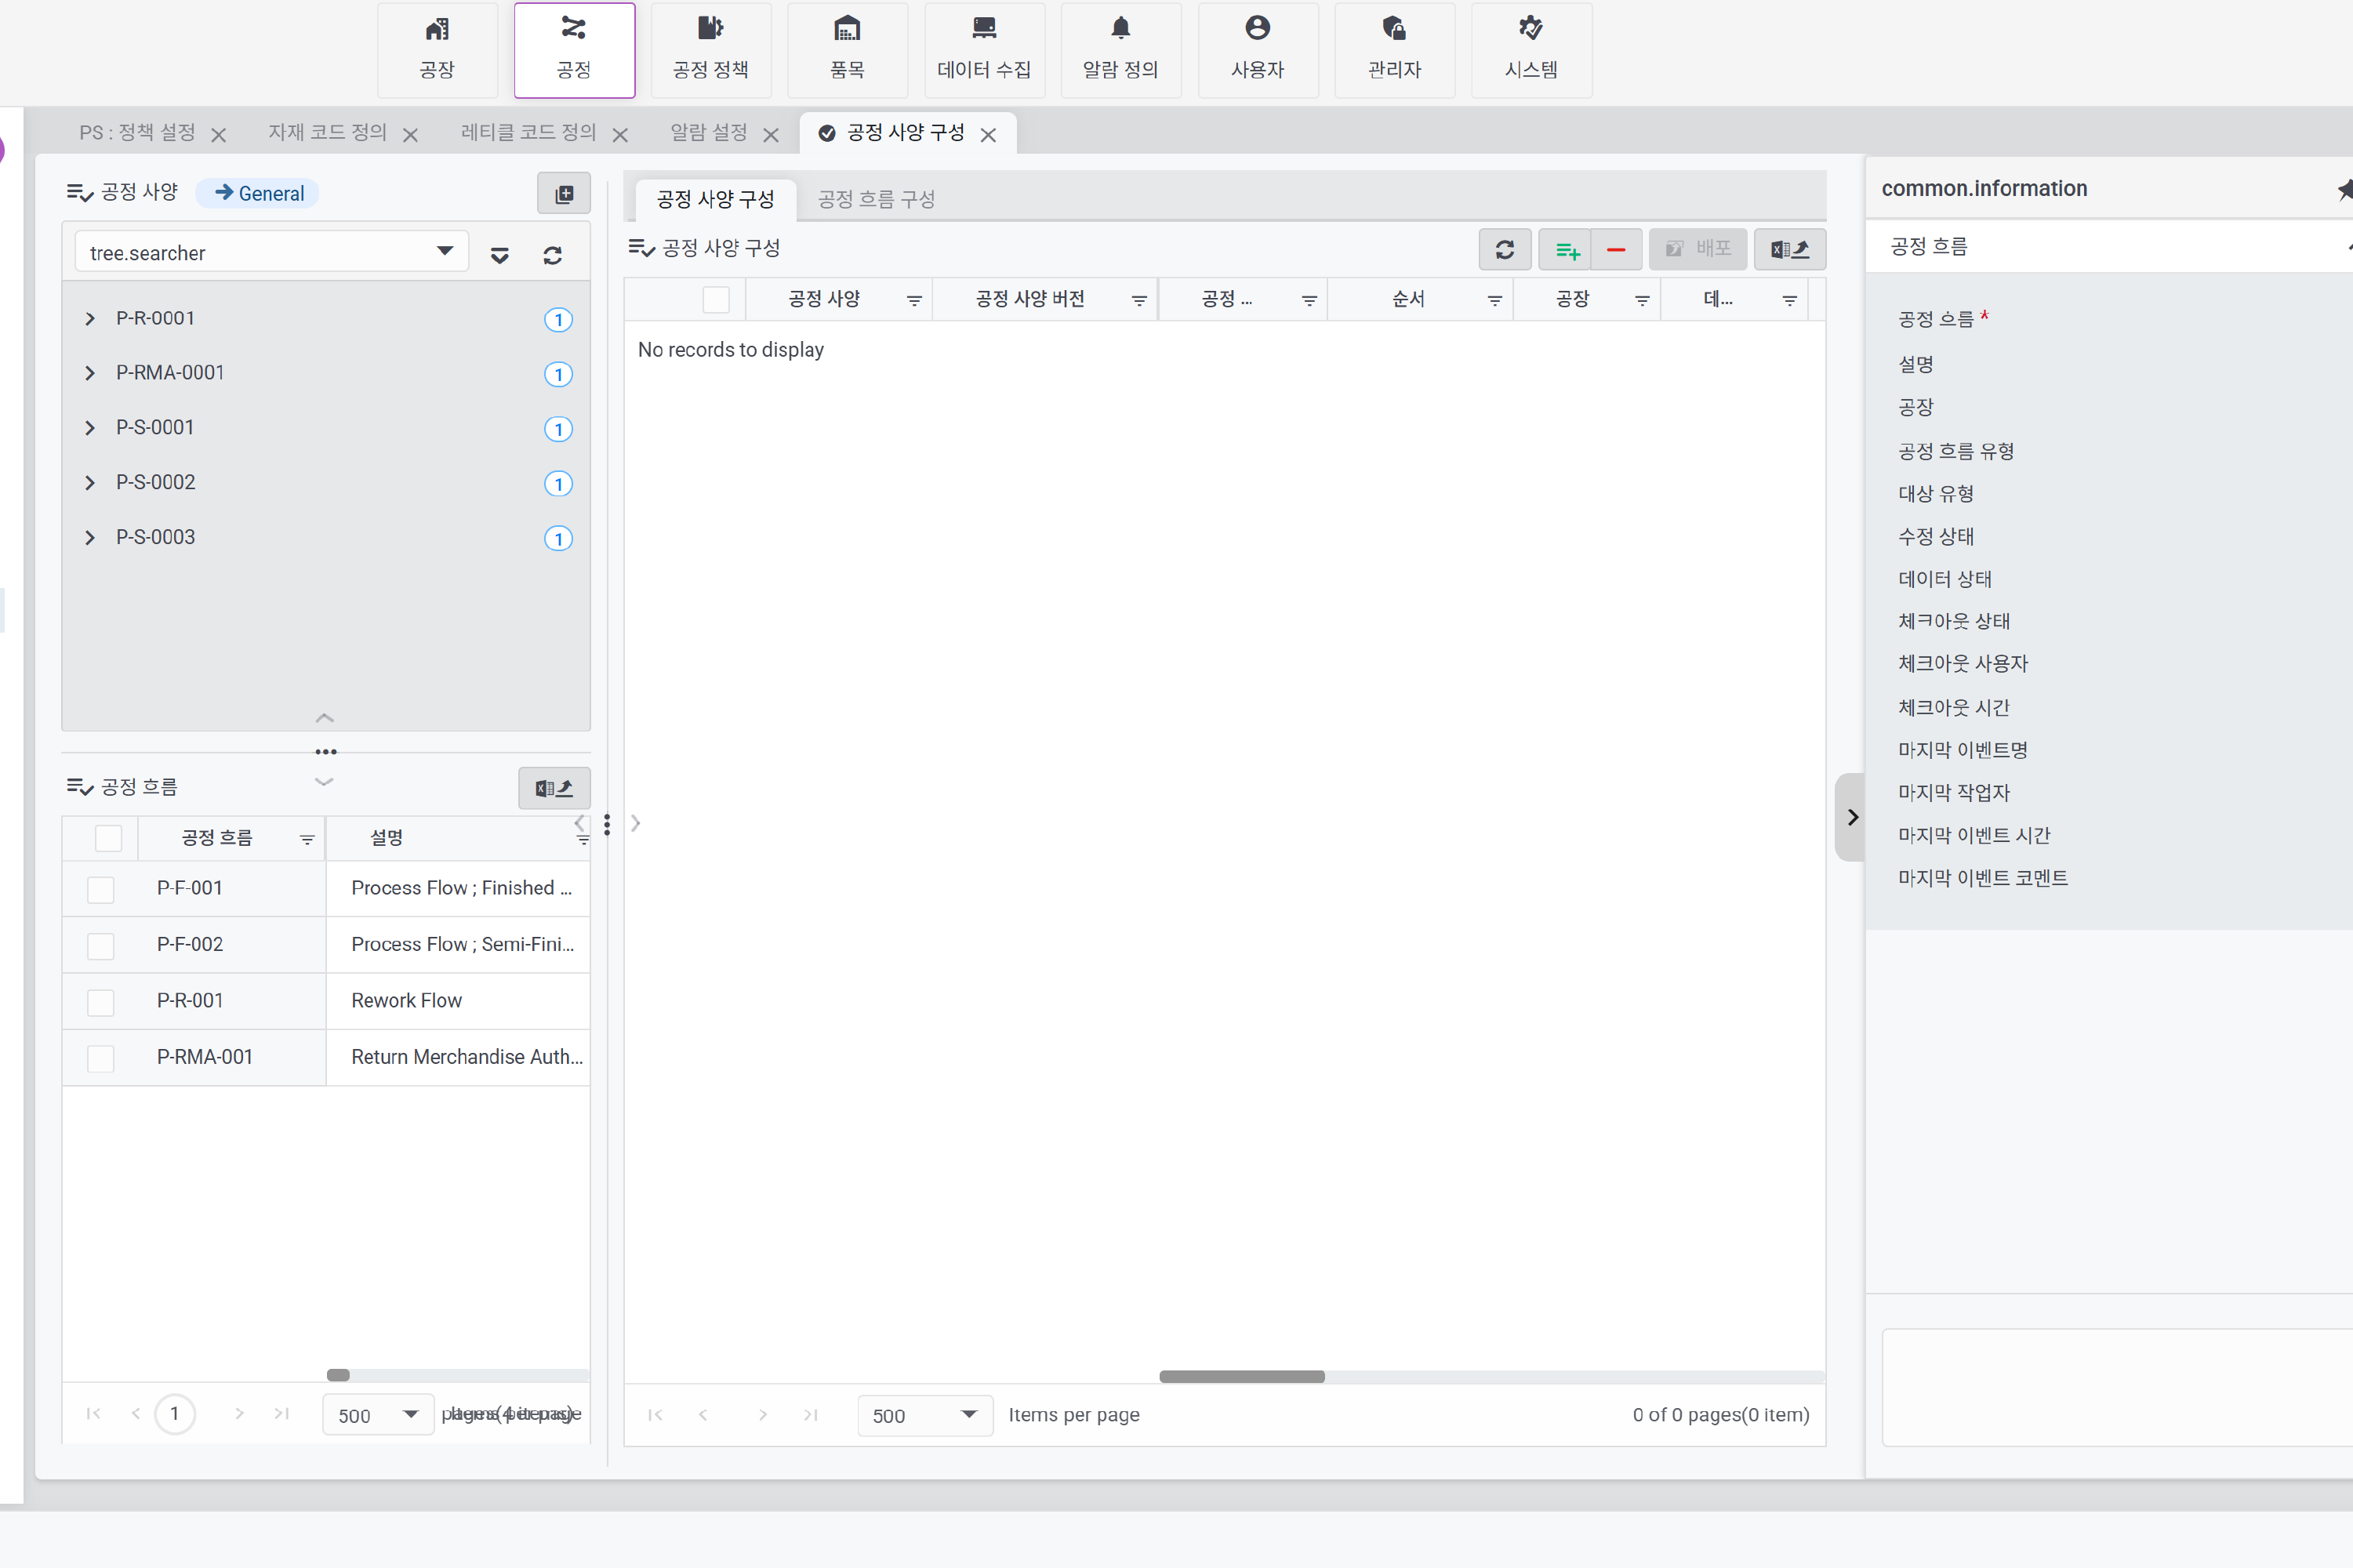 공장 공정 공정 정책 품목 데이터 수집 알람 정의 사용자 관리자 시스템
PS : 정책 설정 자재 코드 정의 레티클 코드 정의 알람 설정 공정 사양 구성
공정 사양 General
tree.searcher
P-R-0001 1
P-RMA-0001 1
P-S-0001 1
P-S-0002 1
P-S-0003 1
공정 흐름
공정 흐름 설명
P-F-001 Process Flow ; Finished ...
P-F-002 Process Flow ; Semi-Fini...
P-R-001 Rework Flow
P-RMA-001 Return Merchandise Auth...
1 500
공정 사양 구성 공정 흐름 구성
공정 사양 구성 배포
공정 사양 공정 사양 버전 공정 ... 순서 공장 데...
No records to display
500 Items per page 0 of 0 pages(0 item)
common.information
공정 흐름
공정 흐름 *
설명
공장
공정 흐름 유형
대상 유형
수정 상태
데이터 상태
체크아웃 상태
체크아웃 사용자
체크아웃 시간
마지막 이벤트명
마지막 작업자
마지막 이벤트 시간
마지막 이벤트 코멘트